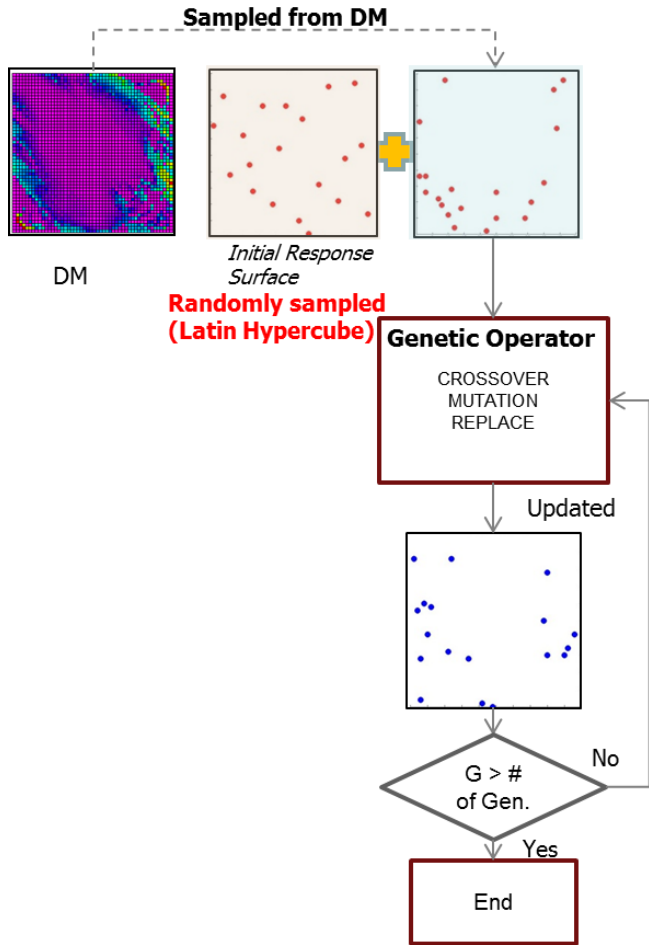 Sampled from DM
DM
Initial Response
Surface
Randomly sampled
(Latin Hypercube)
Genetic Operator
CROSSOVER
MUTATION
REPLACE
Updated
G > #
of Gen.
No
Yes
End